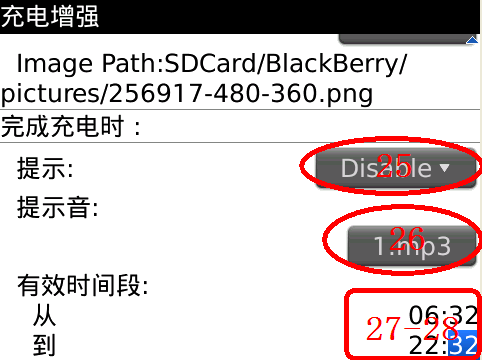 充电增强
Image Path:SDCard/BlackBerry/
pictures/256917-480-360.png
完成充电时：
提示: Disable 25
提示音:
1.mp3 26
有效时间段:
从 06:32
到 22:32
27-28